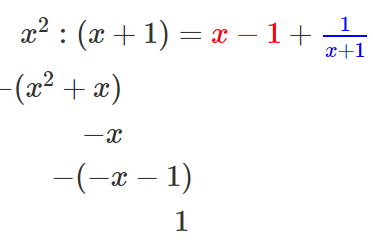 x² : (x + 1) = x − 1 + 1/(x+1)
−(x² + x)
−x
−(−x − 1)
1